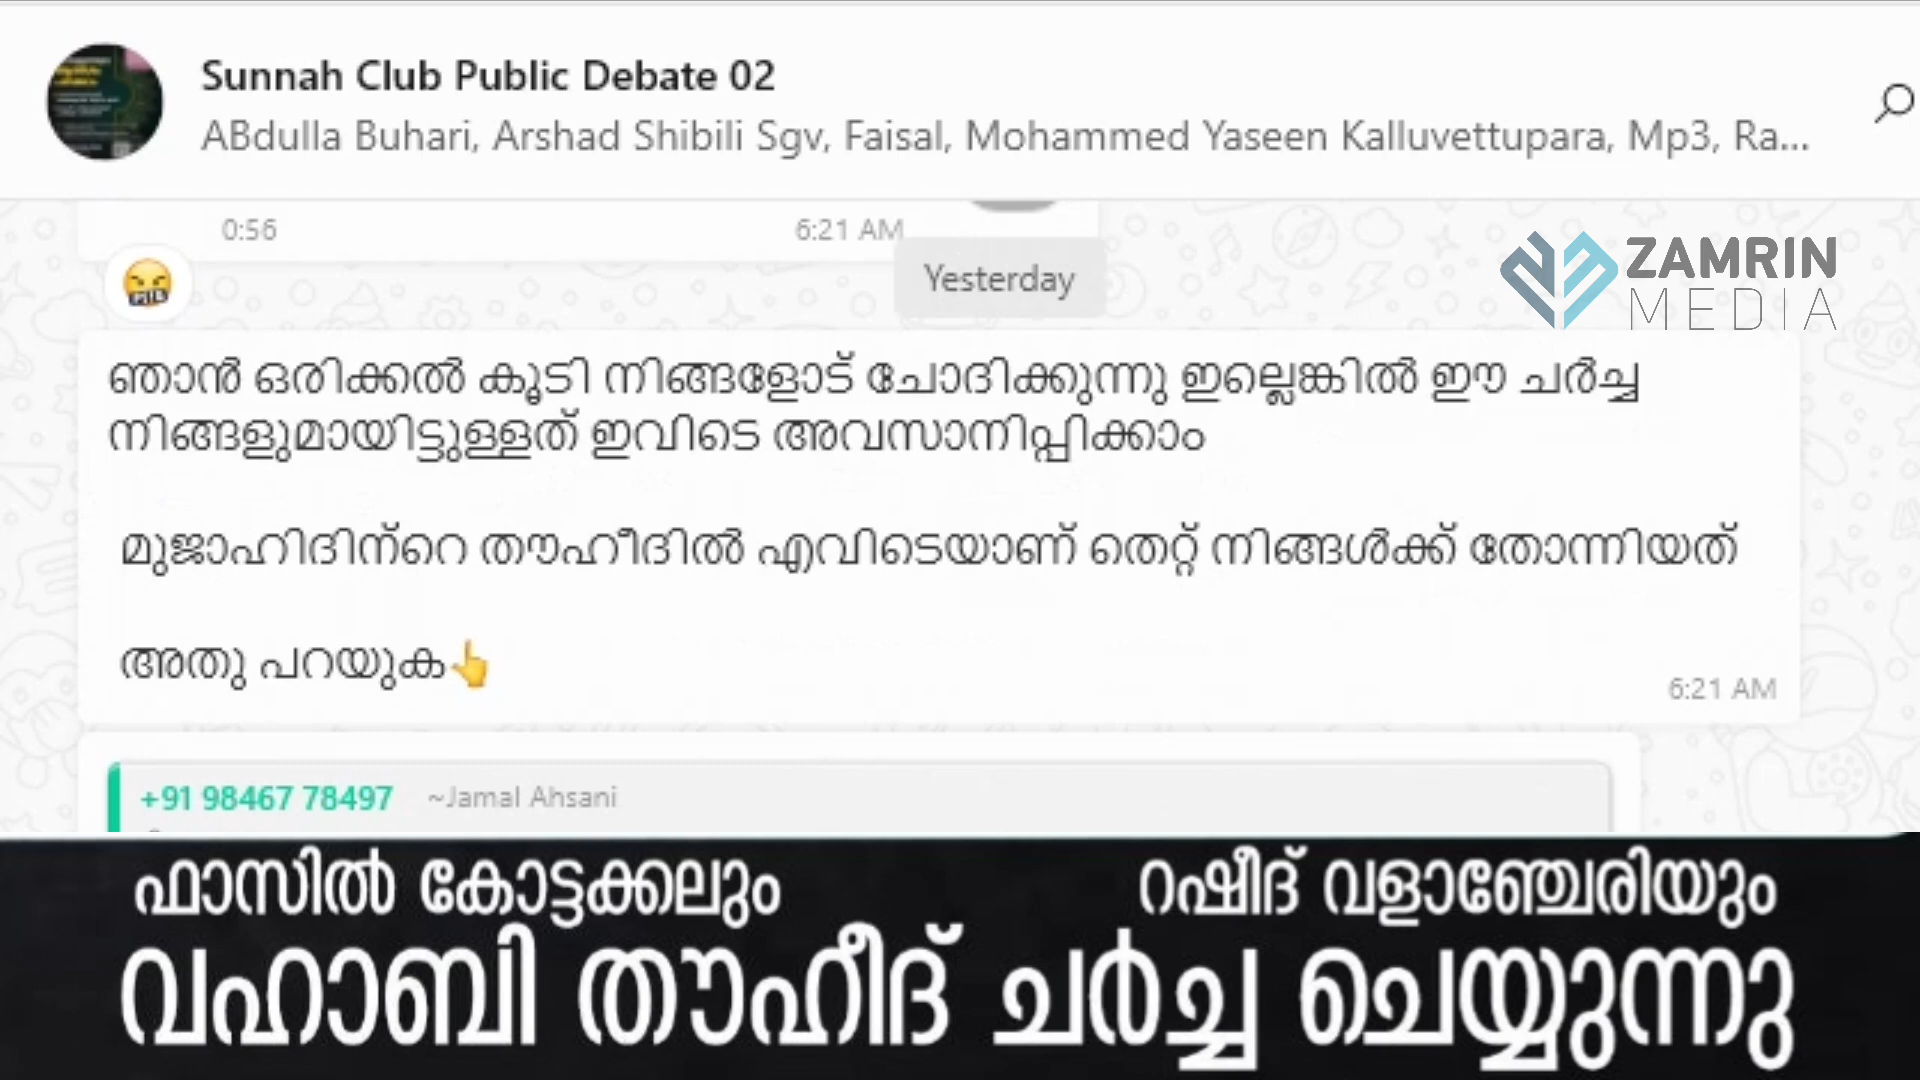 Sunnah Club Public Debate 02
ABdulla Buhari, Arshad Shibili Sgv, Faisal, Mohammed Yaseen Kalluvettupara, Mp3, Ra...
0:56 6:21 AM
Yesterday
ZAMRIN
MEDIA
ഞാൻ ഒരിക്കൽ കൂടി നിങ്ങളോട് ചോദിക്കുന്നു ഇല്ലെങ്കിൽ ഈ ചർച്ച
നിങ്ങളുമായിട്ടുള്ളത് ഇവിടെ അവസാനിപ്പിക്കാം
മുജാഹിദിന്റെ തൗഹീദിൽ എവിടെയാണ് തെറ്റ് നിങ്ങൾക്ക് തോന്നിയത്
അതു പറയുക👆
6:21 AM
+91 98467 78497 ~Jamal Ahsani
ഫാസിൽ കോട്ടക്കലും റഷീദ് വളാഞ്ചേരിയും
വഹാബി തൗഹീദ് ചർച്ച ചെയ്യുന്നു